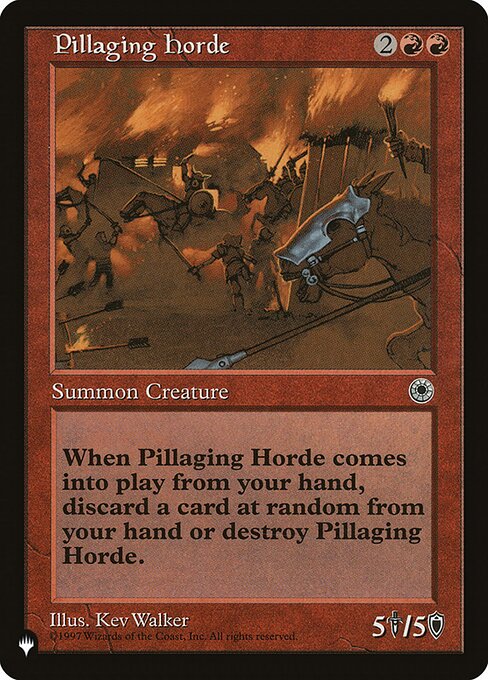 Pillaging Horde 2
Summon Creature
When Pillaging Horde comes
into play from your hand,
discard a card at random from
your hand or destroy Pillaging
Horde.
Illus. Kev Walker
©1997 Wizards of the Coast, Inc. All rights reserved.
5/5